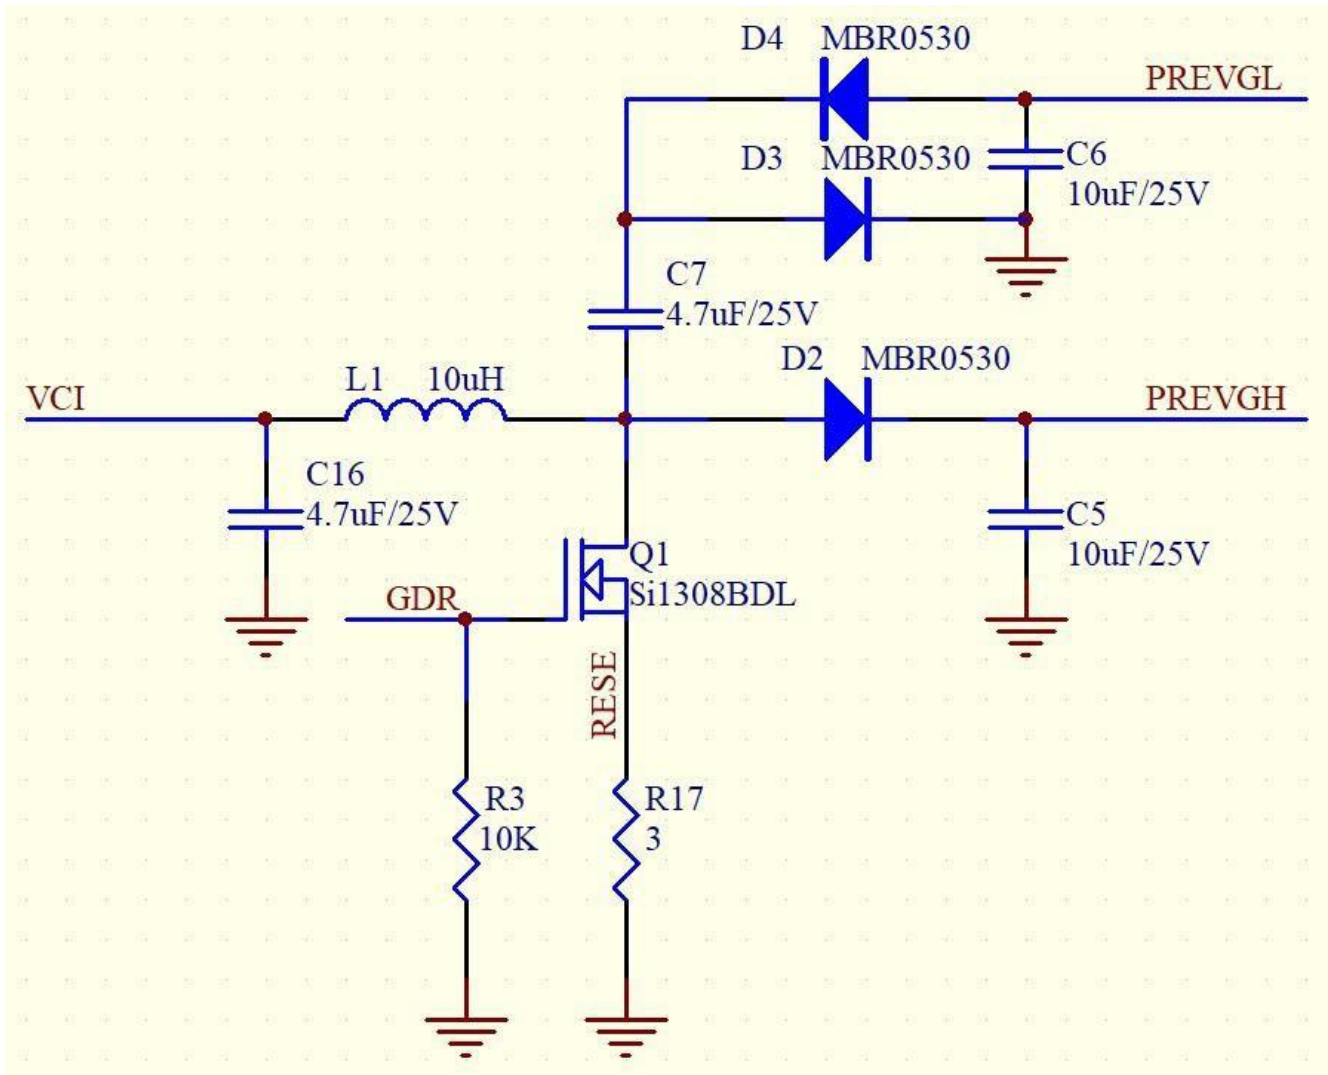 D4 MBR0530
PREVGL
D3 MBR0530
C6
10uF/25V
C7
4.7uF/25V
D2 MBR0530
L1 10uH
VCI
PREVGH
C16
4.7uF/25V
C5
10uF/25V
Q1
Si1308BDL
GDR
RESE
R3
10K
R17
3